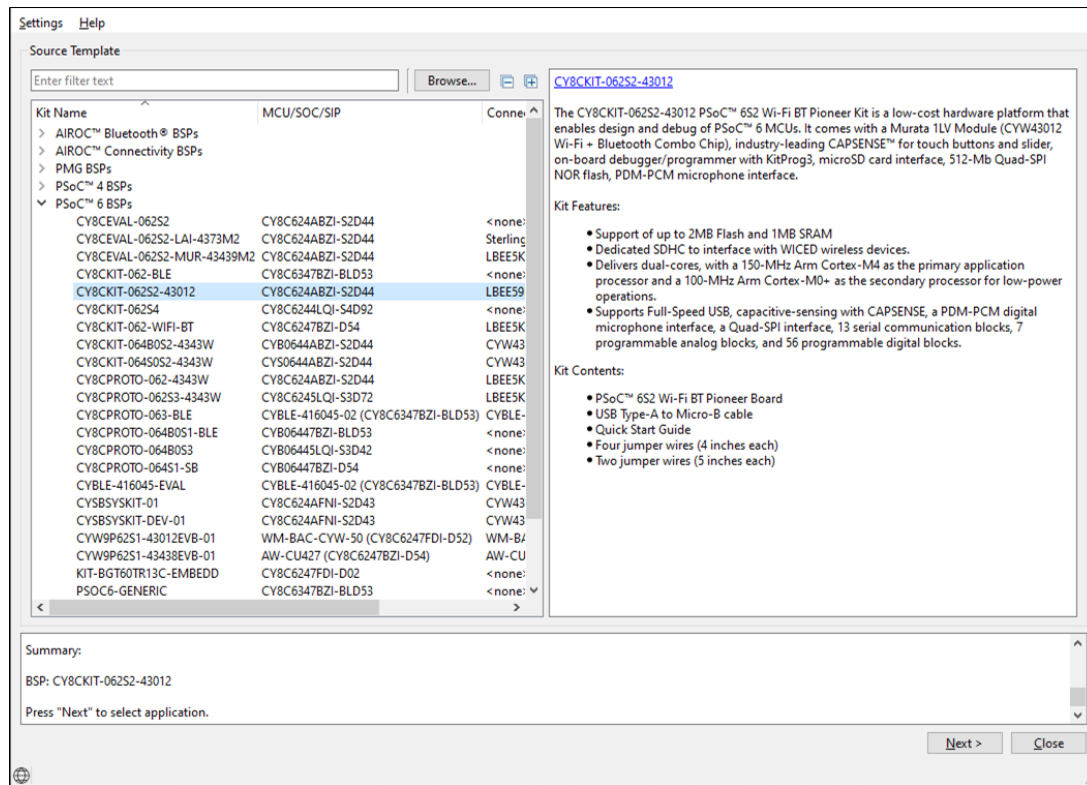 Settings Help
Source Template
Enter filter text Browse...
Kit Name MCU/SOC/SIP Conne
AIROC™ Bluetooth® BSPs
AIROC™ Connectivity BSPs
PMG BSPs
PSoC™ 4 BSPs
PSoC™ 6 BSPs
CY8CEVAL-062S2 CY8C624ABZI-S2D44 <none>
CY8CEVAL-062S2-LAI-4373M2 CY8C624ABZI-S2D44 Sterling
CY8CEVAL-062S2-MUR-43439M2 CY8C624ABZI-S2D44 LBEE5K
CY8CKIT-062-BLE CY8C6347BZI-BLD53 <none>
CY8CKIT-062S2-43012 CY8C624ABZI-S2D44 LBEE59
CY8CKIT-062S4 CY8C6244LQI-S4D92 <none>
CY8CKIT-062-WIFI-BT CY8C6247BZI-D54 LBEE5K
CY8CKIT-064B0S2-4343W CYB0644ABZI-S2D44 CYW43
CY8CKIT-064S0S2-4343W CYS0644ABZI-S2D44 CYW43
CY8CPROTO-062-4343W CY8C624ABZI-S2D44 LBEE5K
CY8CPROTO-062S3-4343W CY8C6245LQI-S3D72 LBEE5K
CY8CPROTO-063-BLE CYBLE-416045-02 (CY8C6347BZI-BLD53) CYBLE-
CY8CPROTO-064B0S1-BLE CYB06447BZI-BLD53 <none>
CY8CPROTO-064B0S3 CYB06445LQI-S3D42 <none>
CY8CPROTO-064S1-SB CYB06447BZI-D54 <none>
CYBLE-416045-EVAL CYBLE-416045-02 (CY8C6347BZI-BLD53) CYBLE-
CYSBSYSKIT-01 CY8C624AFNI-S2D43 CYW43
CYSBSYSKIT-DEV-01 CY8C624AFNI-S2D43 CYW43
CYW9P62S1-43012EVB-01 WM-BAC-CYW-50 (CY8C6247FDI-D52) WM-BA
CYW9P62S1-43438EVB-01 AW-CU427 (CY8C6247BZI-D54) AW-CU
KIT-BGT60TR13C-EMBEDD CY8C6247FDI-D02 <none>
PSOC6-GENERIC CY8C6347BZI-BLD53 <none>
CY8CKIT-062S2-43012
The CY8CKIT-062S2-43012 PSoC™ 6S2 Wi-Fi BT Pioneer Kit is a low-cost hardware platform that
enables design and debug of PSoC™ 6 MCUs. It comes with a Murata 1LV Module (CYW43012
Wi-Fi + Bluetooth Combo Chip), industry-leading CAPSENSE™ for touch buttons and slider,
on-board debugger/programmer with KitProg3, microSD card interface, 512-Mb Quad-SPI
NOR flash, PDM-PCM microphone interface.
Kit Features:
• Support of up to 2MB Flash and 1MB SRAM
• Dedicated SDHC to interface with WICED wireless devices.
• Delivers dual-cores, with a 150-MHz Arm Cortex-M4 as the primary application
processor and a 100-MHz Arm Cortex-M0+ as the secondary processor for low-power
operations.
• Supports Full-Speed USB, capacitive-sensing with CAPSENSE, a PDM-PCM digital
microphone interface, a Quad-SPI interface, 13 serial communication blocks, 7
programmable analog blocks, and 56 programmable digital blocks.
Kit Contents:
• PSoC™ 6S2 Wi-Fi BT Pioneer Board
• USB Type-A to Micro-B cable
• Quick Start Guide
• Four jumper wires (4 inches each)
• Two jumper wires (5 inches each)
Summary:
BSP: CY8CKIT-062S2-43012
Press "Next" to select application.
Next > Close